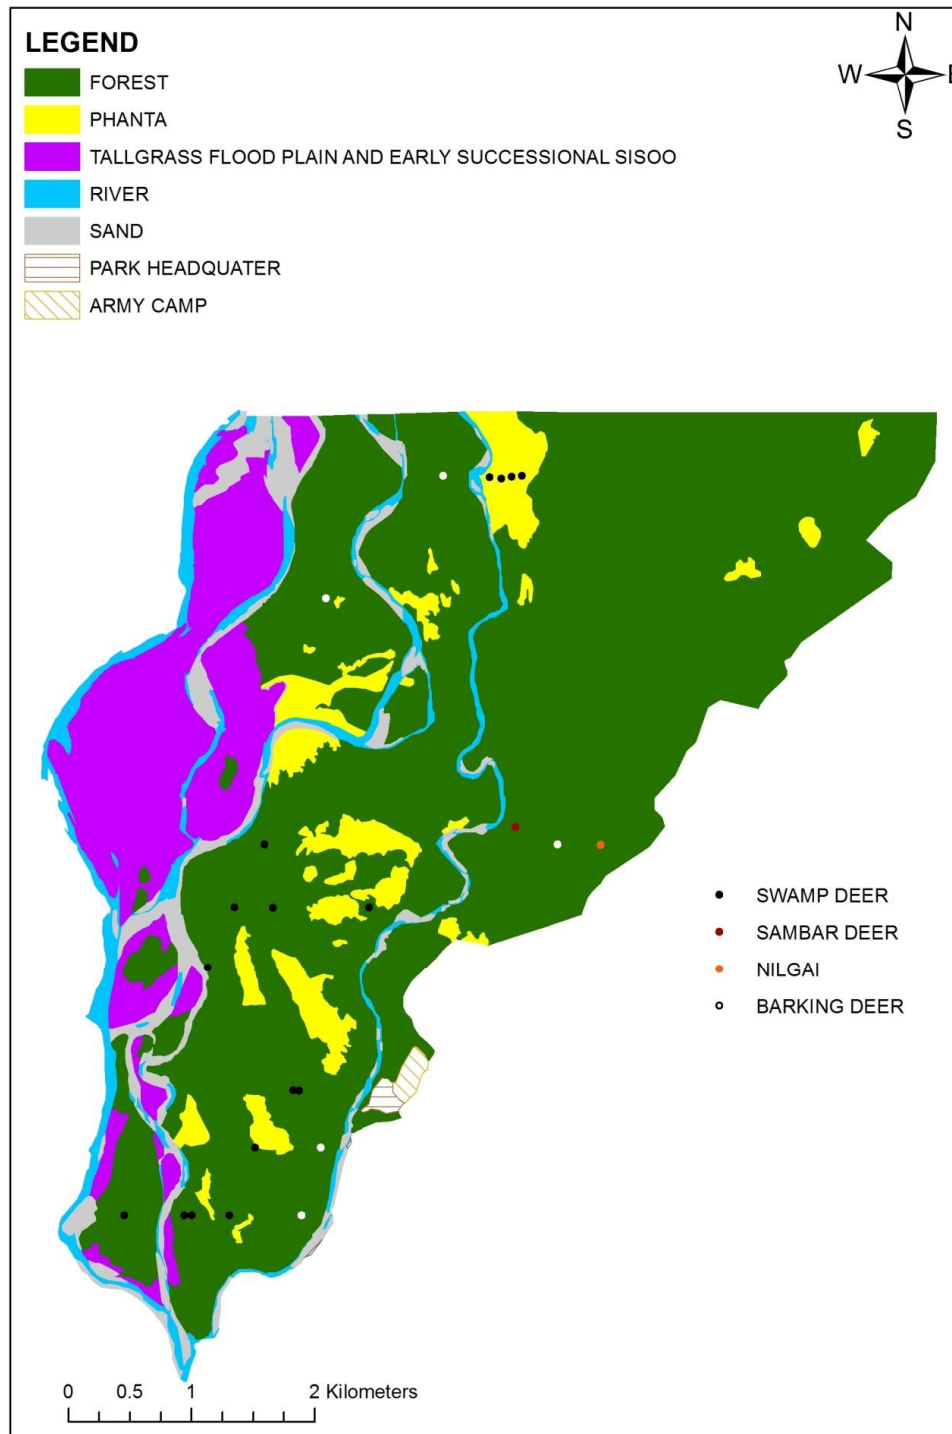 N
LEGEND
FOREST
W
E
PHANTA
S
TALLGRASS FLOOD PLAIN AND EARLY SUCCESSIONAL SISOO
RIVER
SAND
PARK HEADQUATER
ARMY CAMP
SWAMP DEER
SAMBAR DEER
NILGAI
BARKING DEER
0 0.5 1 2 Kilometers